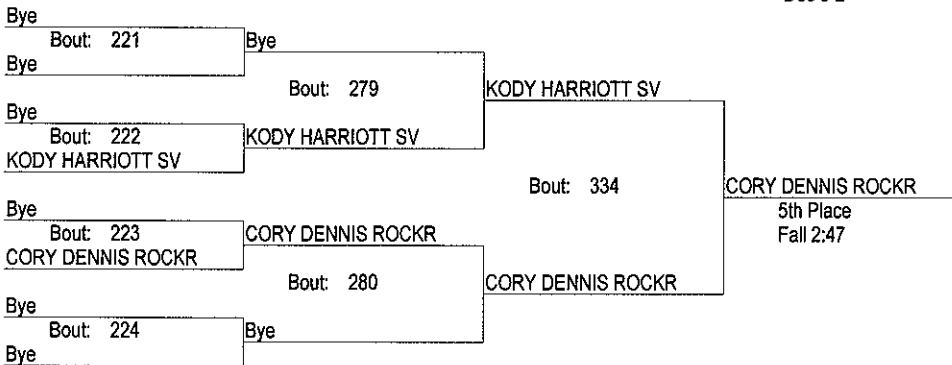 Bye
Bout: 221
Bye
Bye
Bout: 279
KODY HARRIOTT SV
Bye
Bout: 222
KODY HARRIOTT SV
KODY HARRIOTT SV
Bout: 334
CORY DENNIS ROCKR
5th Place
Fall 2:47
Bye
Bout: 223
CORY DENNIS ROCKR
CORY DENNIS ROCKR
Bout: 280
CORY DENNIS ROCKR
Bye
Bout: 224
Bye
Bye